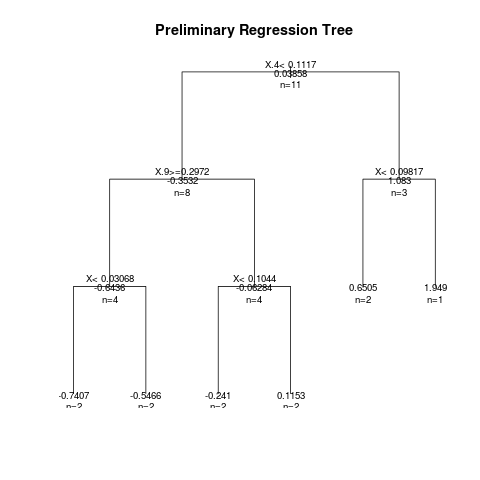 Preliminary Regression Tree
X.4< 0.1117
0.03858
n=11
X.9>=0.2972
-0.3532
n=8
X< 0.09817
1.083
n=3
X< 0.03068
-0.6436
n=4
X< 0.1044
-0.06284
n=4
0.6505
n=2
1.949
n=1
-0.7407
n=2
-0.5466
n=2
-0.241
n=2
0.1153
n=2